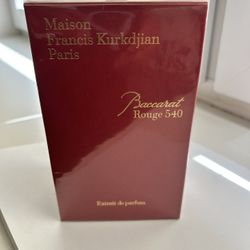 Maison
Francis Kurkdjian
Paris
Baccarat
Rouge 540
Extrait de parfum